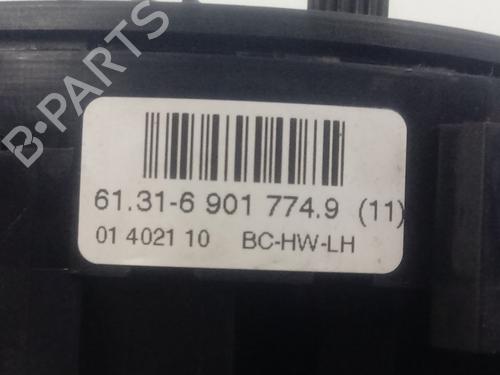 B-PARTS
61.31-6 901 774.9 (11)
01 4021 10 BC-HW-LH